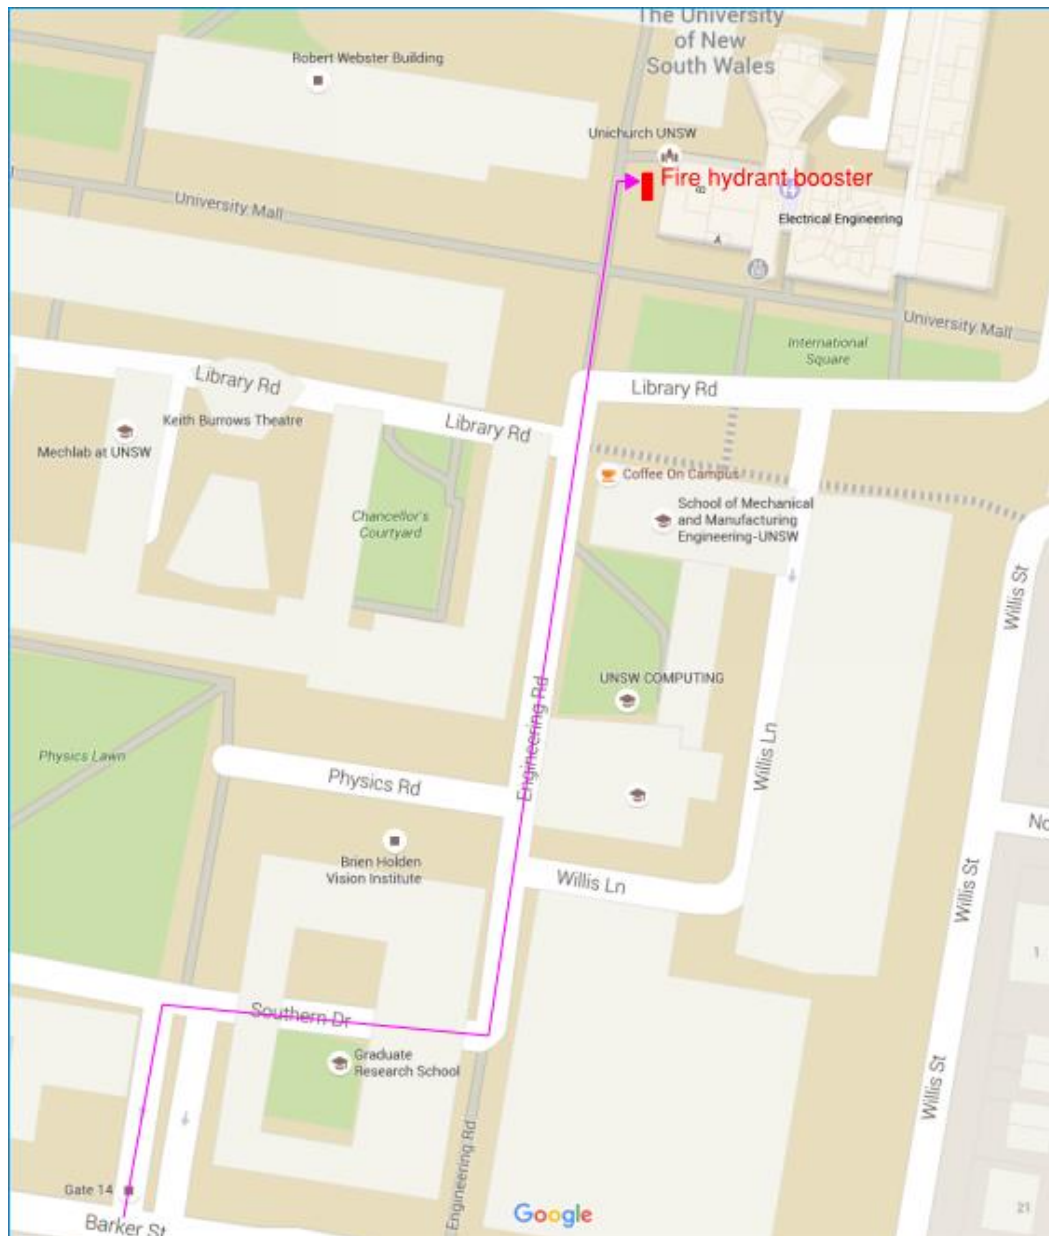 The University
of New
South Wales
Robert Webster Building
Unichurch UNSW
Fire hydrant booster
University Mall
Electrical Engineering
University Mall
International
Square
Library Rd
Library Rd
Library Rd
Keith Burrows Theatre
Mechlab at UNSW
Coffee On Campus
School of Mechanical
and Manufacturing
Engineering-UNSW
Chancellor's
Courtyard
Willis St
UNSW COMPUTING
Engineering Rd
Physics Lawn
Willis Ln
Physics Rd
No
Brien Holden
Vision Institute
Willis Ln
Willis St
1
Southern Dr
Graduate
Research School
Willis St
Engineering Rd
Gate 14
21
Google
Barker St